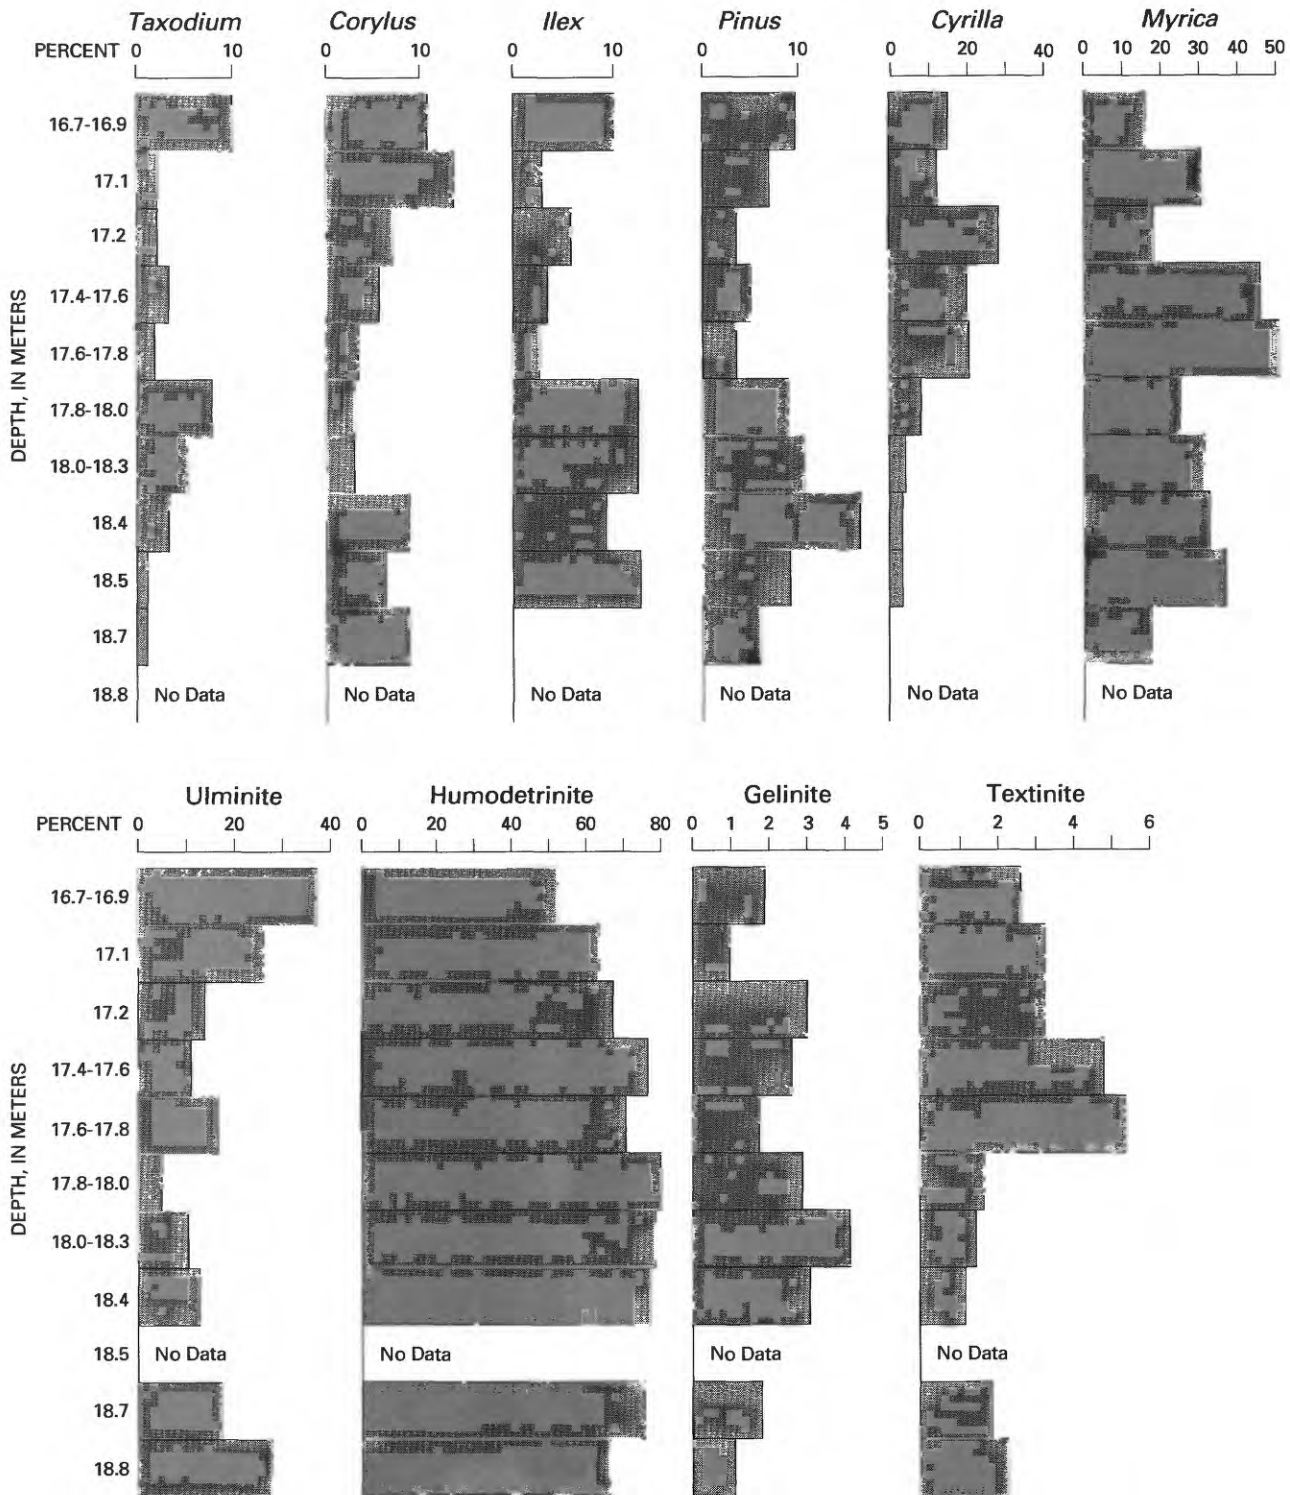 Taxodium Corylus Ilex Pinus Cyrilla Myrica
PERCENT 0 10 0 10 0 10 0 10 0 20 40 0 10 20 30 40 50
DEPTH, IN METERS
16.7-16.9
17.1
17.2
17.4-17.6
17.6-17.8
17.8-18.0
18.0-18.3
18.4
18.5
18.7
18.8 No Data No Data No Data No Data No Data No Data
Ulminite Humodetrinite Gelinite Textinite
PERCENT 0 20 40 0 20 40 60 80 0 1 2 3 4 5 0 2 4 6
DEPTH, IN METERS
16.7-16.9
17.1
17.2
17.4-17.6
17.6-17.8
17.8-18.0
18.0-18.3
18.4
18.5 No Data No Data No Data No Data
18.7
18.8